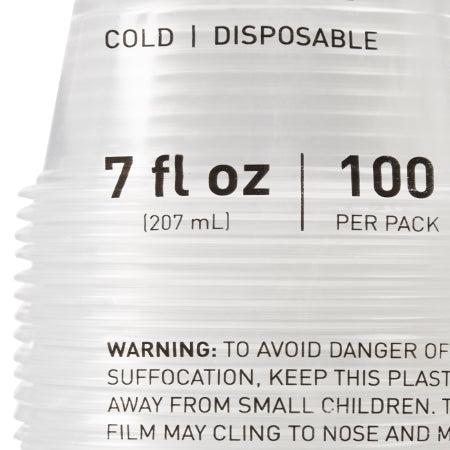 COLD | DISPOSABLE
7 fl oz | 100
(207 mL) PER PACK
WARNING: TO AVOID DANGER OF
SUFFOCATION, KEEP THIS PLAST
AWAY FROM SMALL CHILDREN. T
FILM MAY CLING TO NOSE AND M